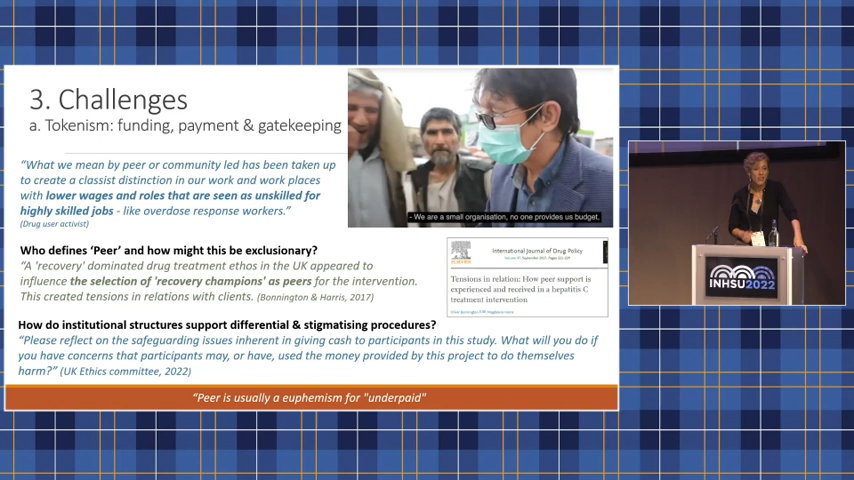 3. Challenges
a. Tokenism: funding, payment & gatekeeping
“What we mean by peer or community led has been taken up
to create a classist distinction in our work and work places
with lower wages and roles that are seen as unskilled for
highly skilled jobs - like overdose response workers.”
(Drug user activist)
- We are a small organisation, no one provides us budget,
Who defines ‘Peer’ and how might this be exclusionary?
“A 'recovery' dominated drug treatment ethos in the UK appeared to
influence the selection of 'recovery champions' as peers for the intervention.
This created tensions in relations with clients. (Bonnington & Harris, 2017)
International Journal of Drug Policy
Tensions in relation: How peer support is
experienced and received in a hepatitis C
treatment intervention
How do institutional structures support differential & stigmatising procedures?
“Please reflect on the safeguarding issues inherent in giving cash to participants in this study. What will you do if
you have concerns that participants may, or have, used the money provided by this project to do themselves
harm?” (UK Ethics committee, 2022)
“Peer is usually a euphemism for "underpaid"
INHSU2022